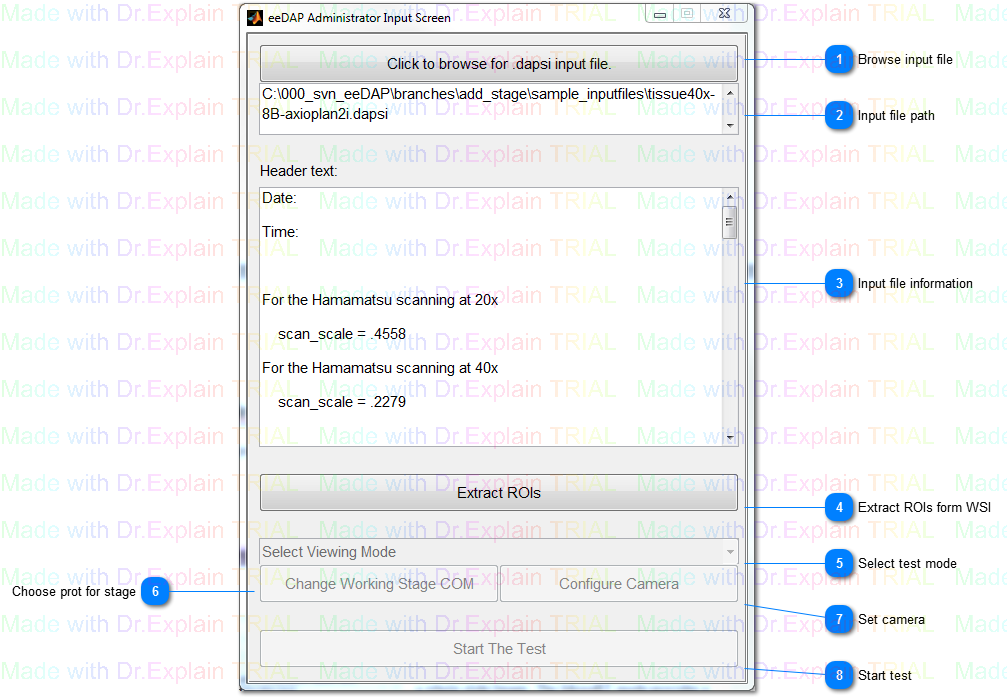 eeDAP Administrator Input Screen
Click to browse for .dapsi input file.
C:\000_svn_eeDAP\branches\add_stage\sample_inputfiles\tissue40x-
8B-axioplan2i.dapsi
Header text:
Date:
Time:
For the Hamamatsu scanning at 20x
scan_scale = .4558
For the Hamamatsu scanning at 40x
scan_scale = .2279
Extract ROIs
Select Viewing Mode
Change Working Stage COM
Configure Camera
Start The Test
1 Browse input file
2 Input file path
3 Input file information
4 Extract ROIs form WSI
5 Select test mode
Choose prot for stage 6
7 Set camera
8 Start test
Made with Dr.Explain TRIAL